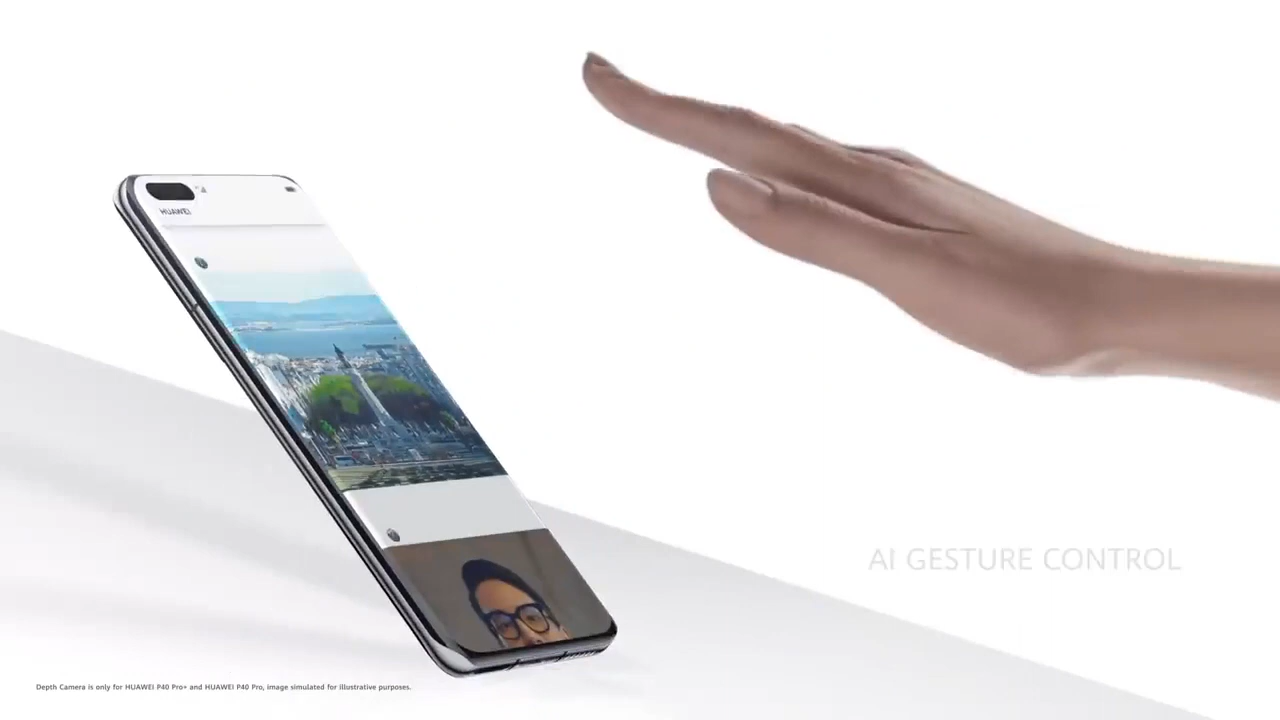 HUAWEI
AI GESTURE CONTROL
Depth Camera is only for HUAWEI P40 Pro+ and HUAWEI P40 Pro, image simulated for illustrative purposes.